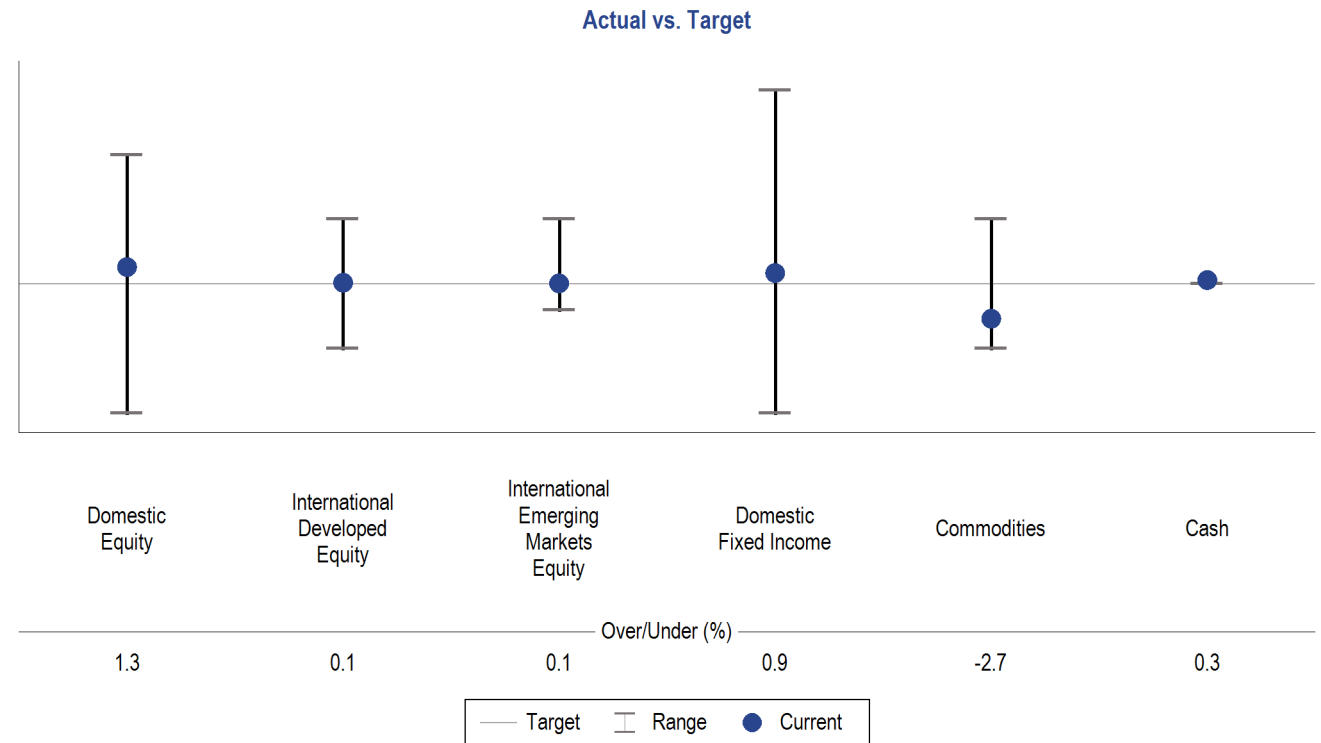 Actual vs. Target
Domestic
Equity
International
Developed
Equity
International
Emerging
Markets
Equity
Domestic
Fixed Income
Commodities
Cash
Over/Under (%)
1.3 0.1 0.1 0.9 -2.7 0.3
Target Range Current